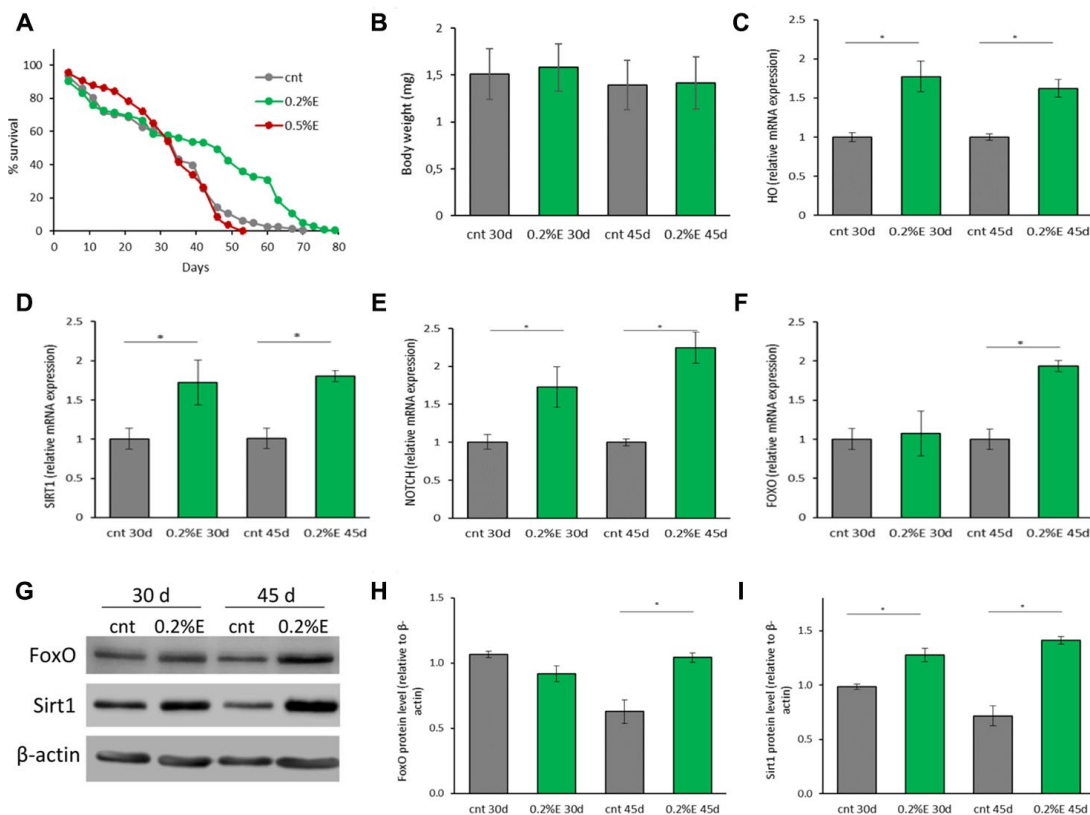 A
100
80
60
40
20
0
0 10 20 30 40 50 60 70 80
% survival
Days
cnt
0.2%E
0.5%E
B
2
1,5
1
0,5
0
Body weight (mg)
cnt 30d 0.2%E 30d cnt 45d 0.2%E 45d
C
2.5
2
1.5
1
0.5
0
HO (relative mRNA expression)
* *
cnt 30d 0.2%E 30d cnt 45d 0.2%E 45d
D
2.5
2
1.5
1
0.5
0
SIRT1 (relative mRNA expression)
* *
cnt 30d 0.2%E 30d cnt 45d 0.2%E 45d
E
2.5
2
1.5
1
0.5
0
NOTCH (relative mRNA expression)
* *
cnt 30d 0.2%E 30d cnt 45d 0.2%E 45d
F
2.5
2
1.5
1
0.5
0
FOXO (relative mRNA expression)
*
cnt 30d 0.2%E 30d cnt 45d 0.2%E 45d
G
30 d 45 d
cnt 0.2%E cnt 0.2%E
FoxO
Sirt1
β-actin
H
1.5
1.0
0.5
0.0
FoxO protein level (relative to β-
actin)
*
cnt 30d 0.2%E 30d cnt 45d 0.2%E 45d
I
1.5
1.0
0.5
0.0
Sirt1 protein level (relative to β-
actin)
* *
cnt 30d 0.2%E 30d cnt 45d 0.2%E 45d